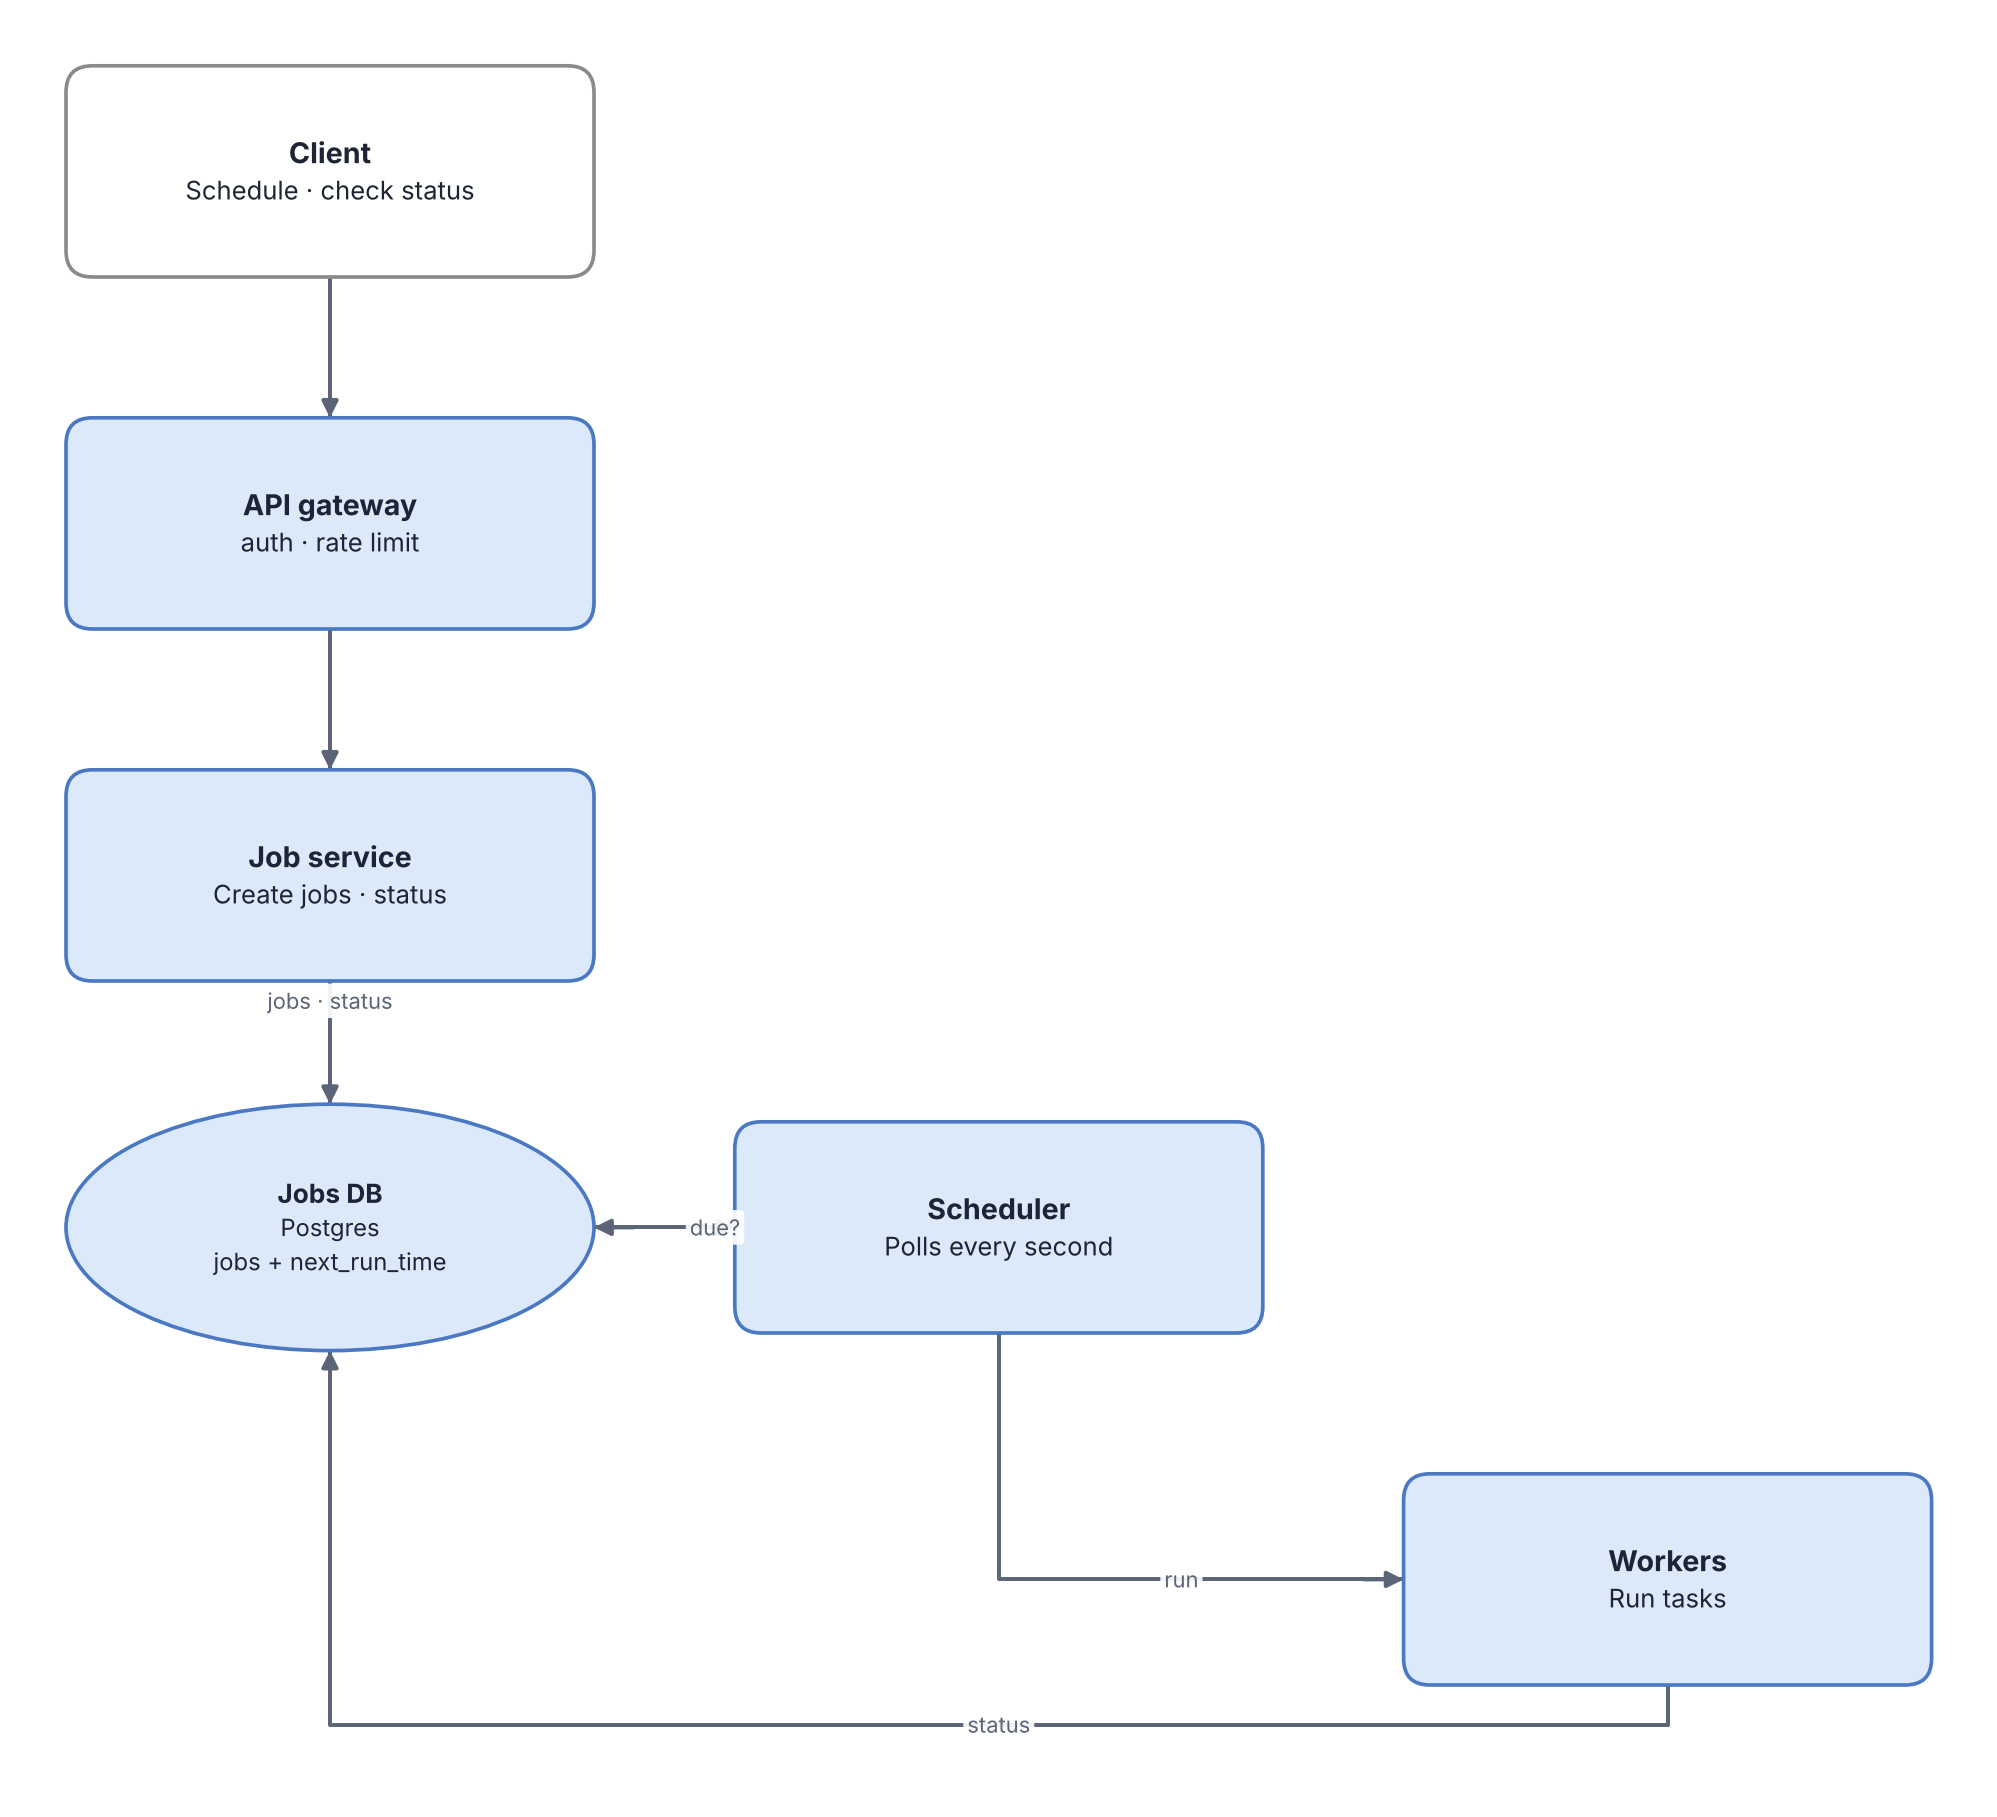 Client
Schedule · check status
API gateway
auth · rate limit
Job service
Create jobs · status
jobs · status
Jobs DB
Postgres
jobs + next_run_time
due?
Scheduler
Polls every second
run
Workers
Run tasks
status